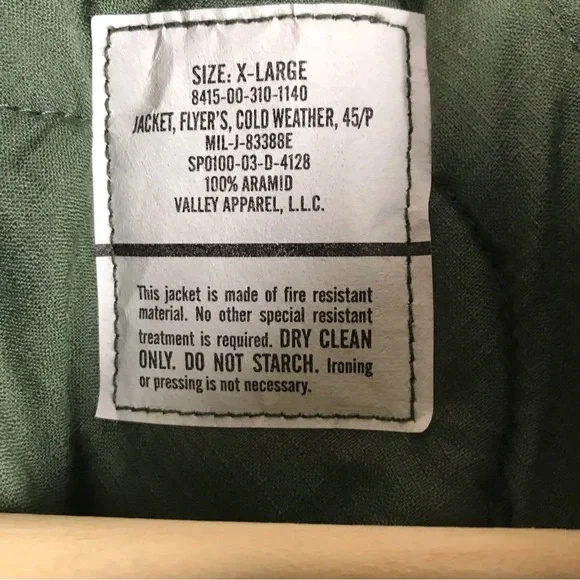 SIZE: X-LARGE
8415-00-310-1140
JACKET, FLYER'S, COLD WEATHER, 45/P
MIL-J-83388E
SP0100-03-D-4128
100% ARAMID
VALLEY APPAREL, L.L.C.
This jacket is made of fire resistant
material. No other special resistant
treatment is required. DRY CLEAN
ONLY. DO NOT STARCH. Ironing
or pressing is not necessary.